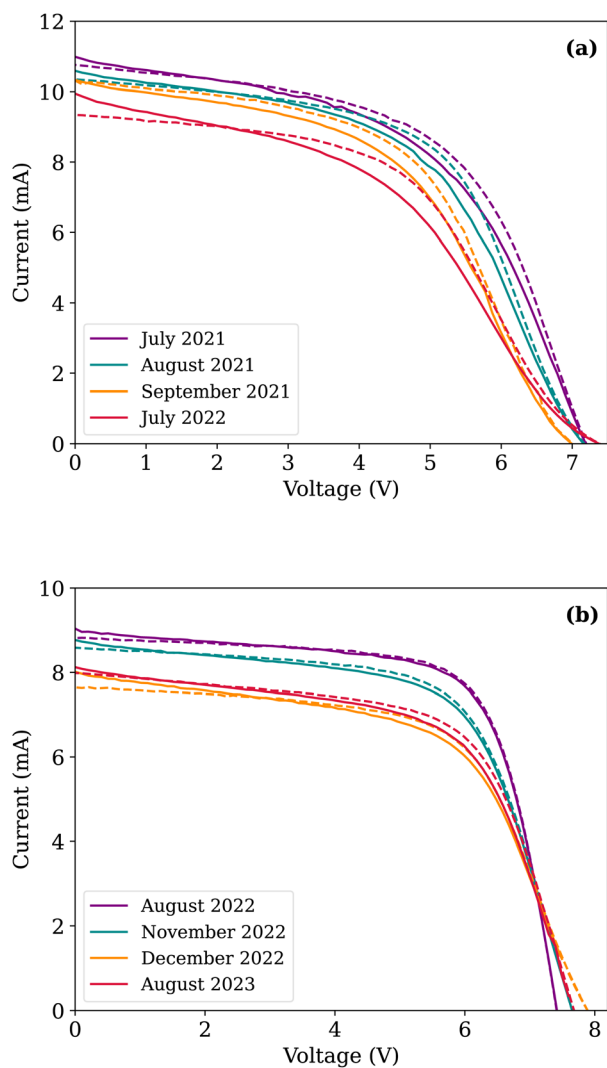 (a)
12
10
8
6
4
2
0
Current (mA)
July 2021
August 2021
September 2021
July 2022
0 1 2 3 4 5 6 7
Voltage (V)
(b)
10
8
6
4
2
0
Current (mA)
August 2022
November 2022
December 2022
August 2023
0 2 4 6 8
Voltage (V)